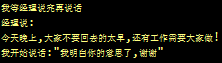 我等经理说完再说话
经理说:
今天晚上,大家不要回去的太早,还有工作需要大家做!
我开始说话:"我明白你的意思了,谢谢"